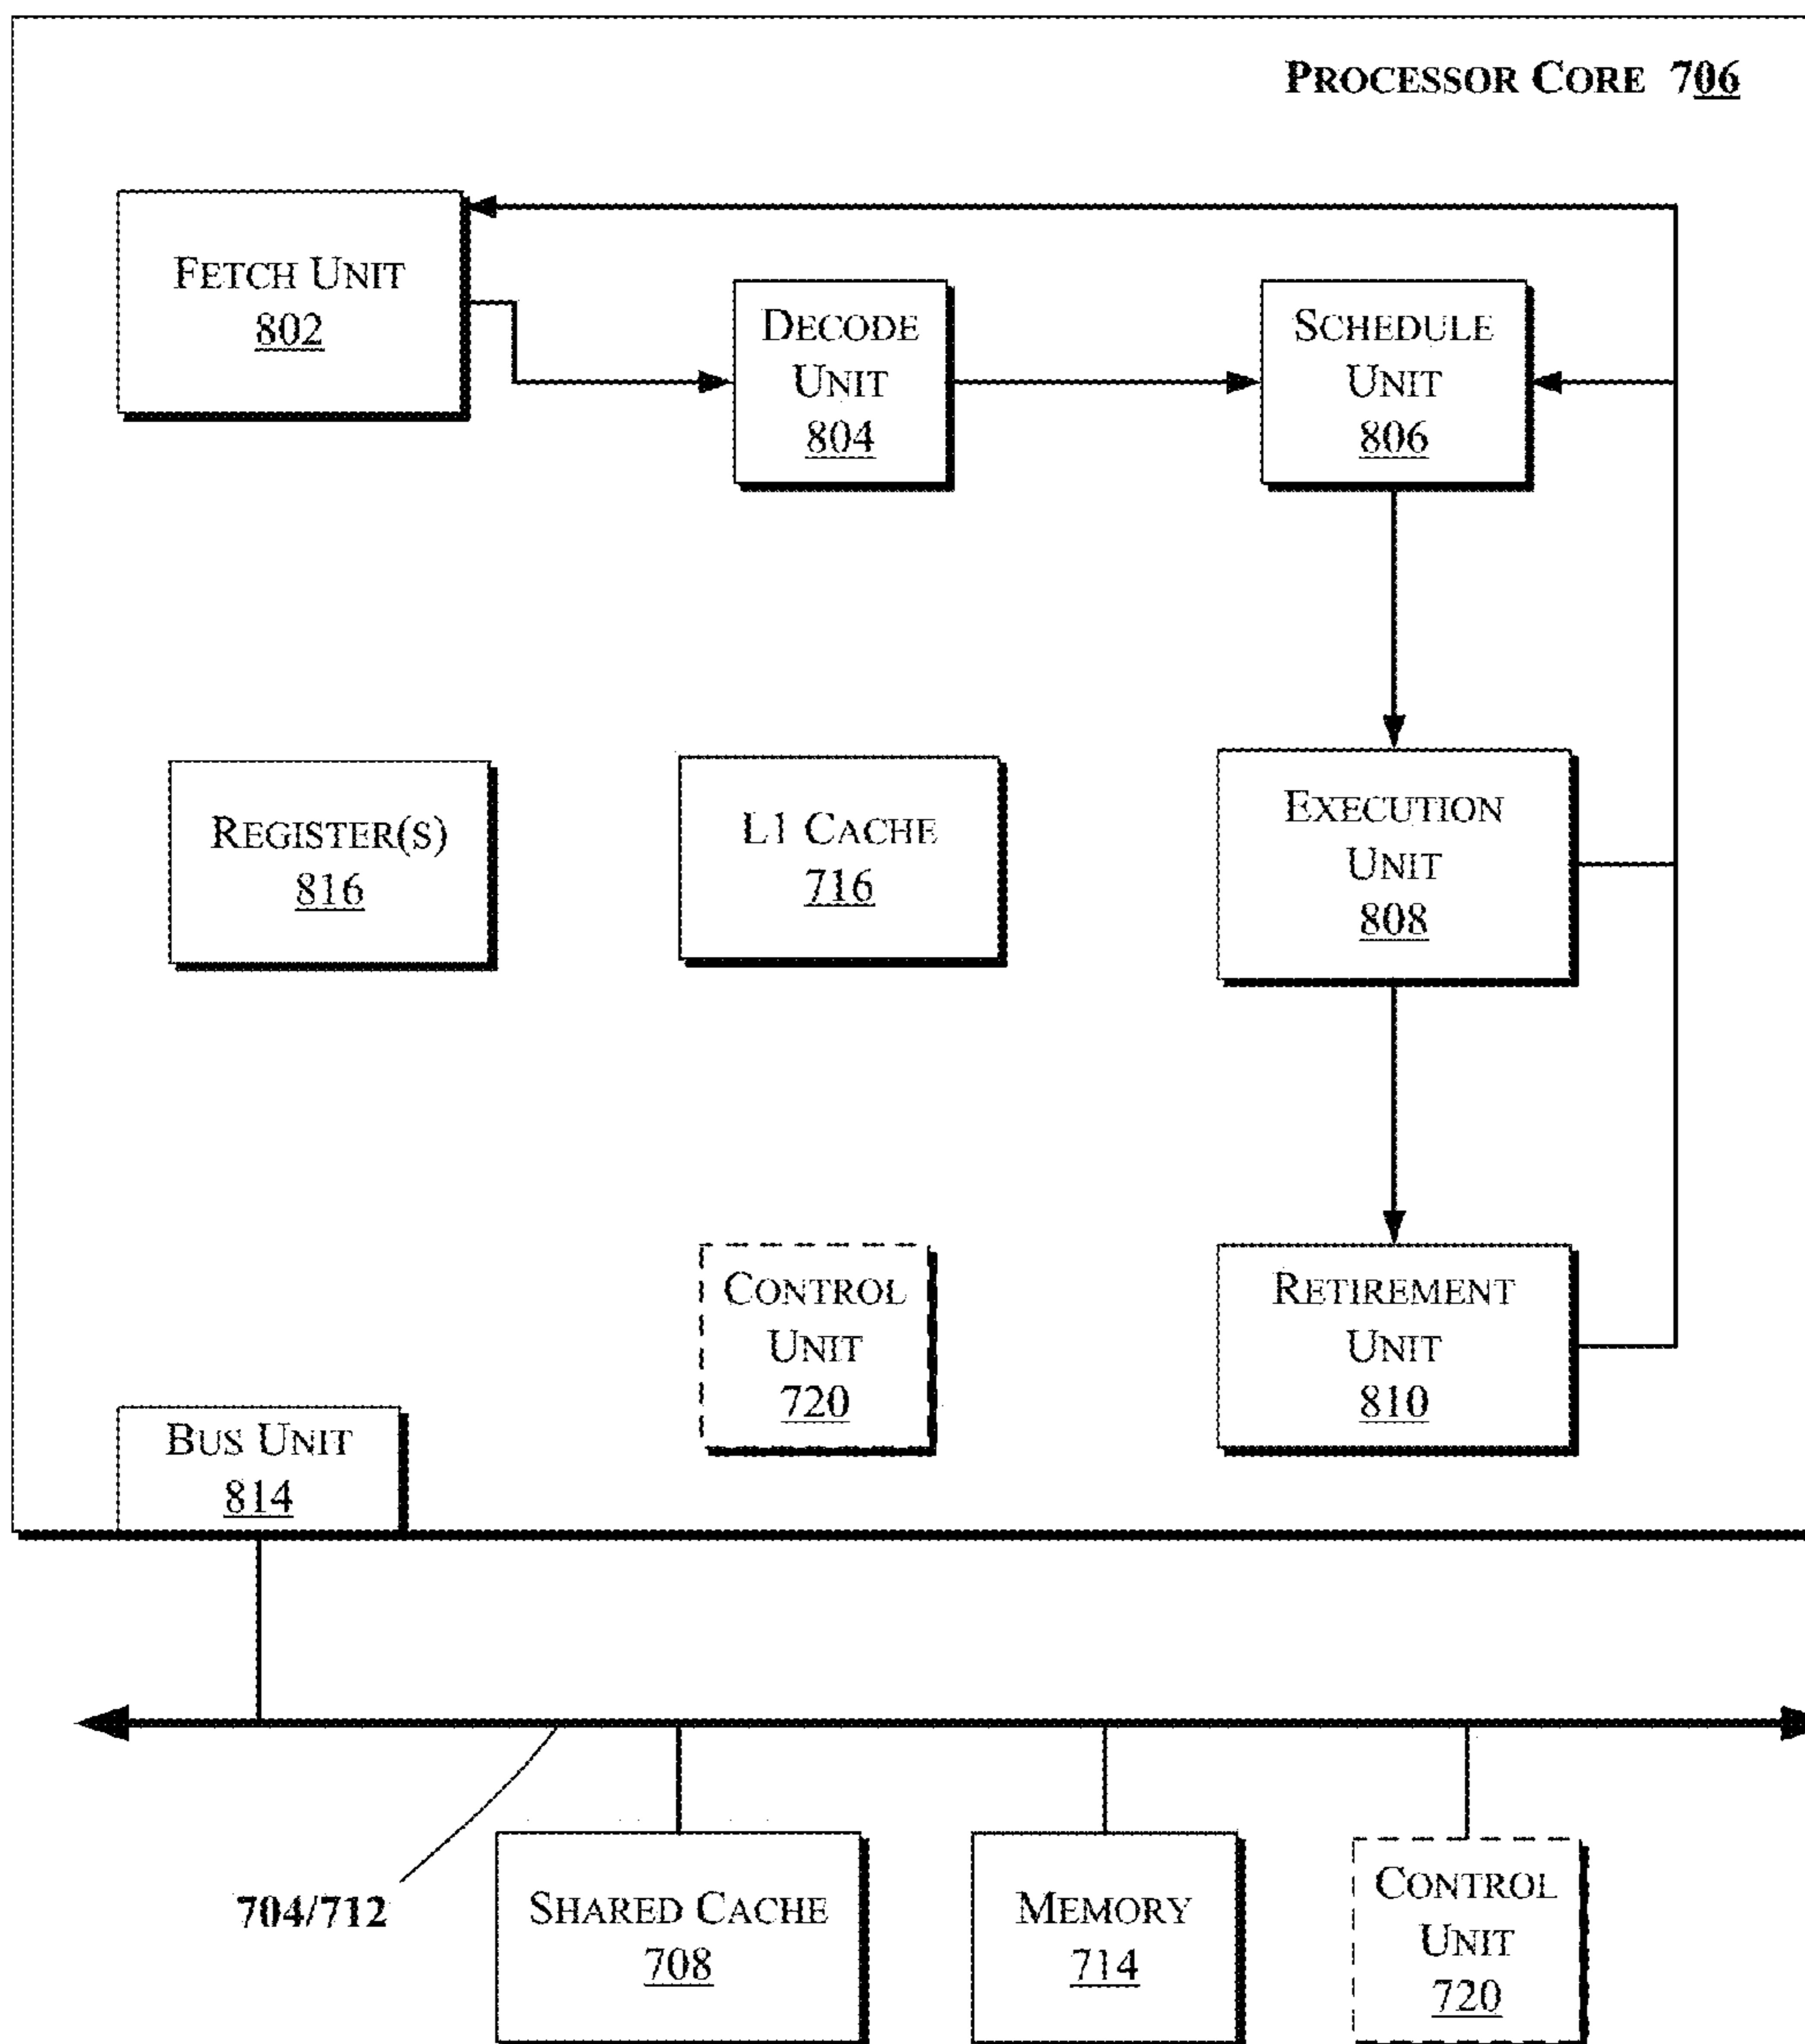 PROCESSOR CORE 706
FETCH UNIT
802
DECODE
UNIT
804
SCHEDULE
UNIT
806
REGISTER(S)
816
L1 CACHE
716
EXECUTION
UNIT
808
CONTROL
UNIT
720
RETIREMENT
UNIT
810
BUS UNIT
814
704/712
SHARED CACHE
708
MEMORY
714
CONTROL
UNIT
720